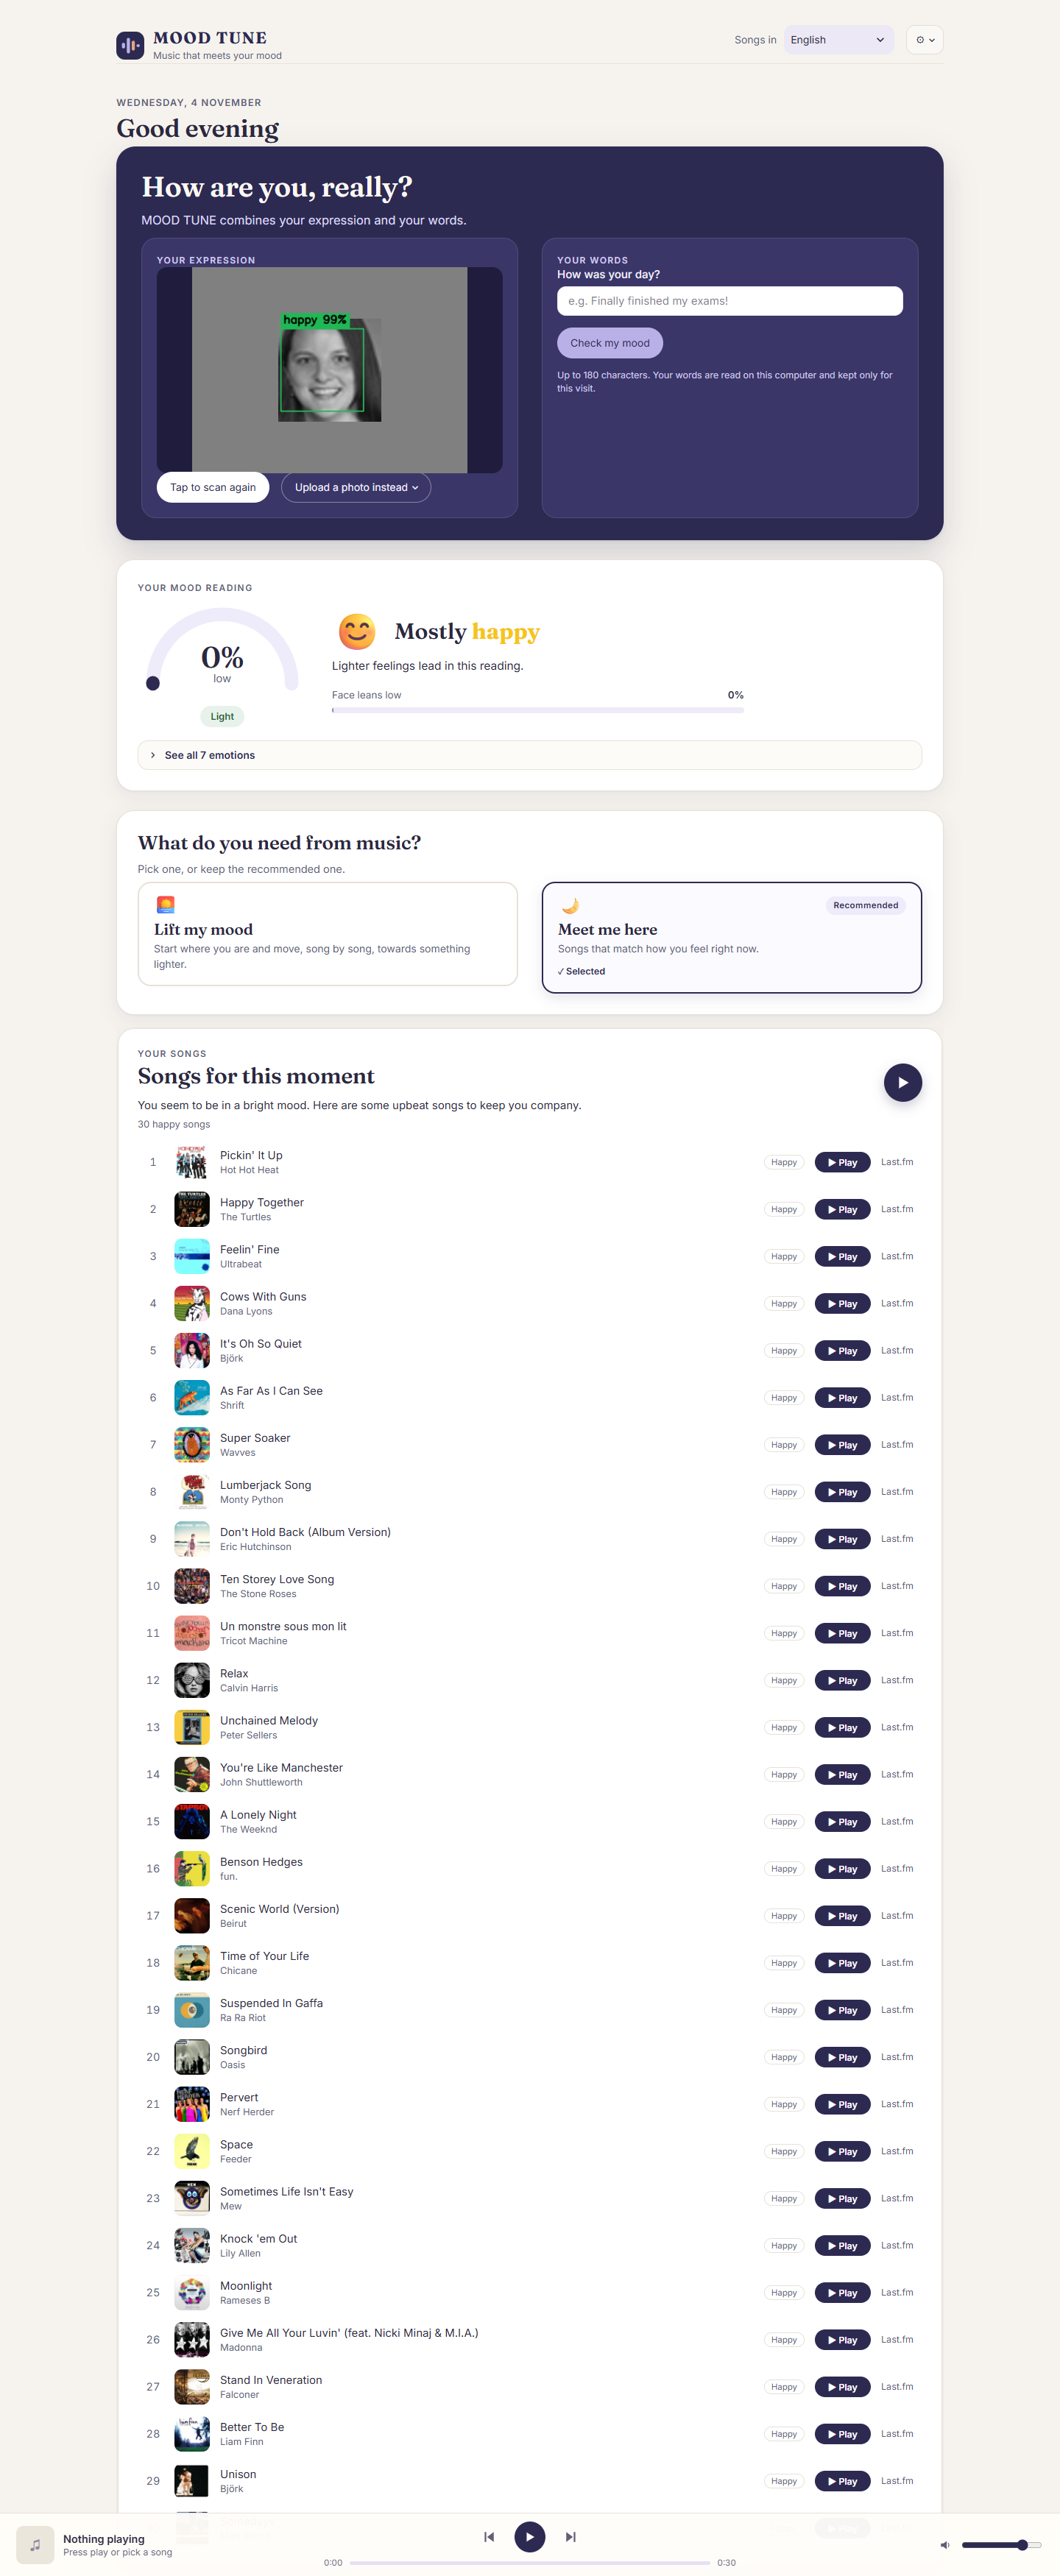 MOOD TUNE
Music that meets your mood
Songs in
English
WEDNESDAY, 4 NOVEMBER
Good evening
How are you, really?
MOOD TUNE combines your expression and your words.
YOUR EXPRESSION
happy 99%
Tap to scan again
Upload a photo instead
YOUR WORDS
How was your day?
e.g. Finally finished my exams!
Check my mood
Up to 180 characters. Your words are read on this computer and kept only for
this visit.
YOUR MOOD READING
0%
low
Light
Mostly happy
Lighter feelings lead in this reading.
Face leans low
0%
See all 7 emotions
What do you need from music?
Pick one, or keep the recommended one.
Lift my mood
Start where you are and move, song by song, towards something
lighter.
Recommended
Meet me here
Songs that match how you feel right now.
✓ Selected
YOUR SONGS
Songs for this moment
You seem to be in a bright mood. Here are some upbeat songs to keep you company.
30 happy songs
1 Pickin' It Up Happy Play Last.fm
Hot Hot Heat
2 Happy Together Happy Play Last.fm
The Turtles
3 Feelin' Fine Happy Play Last.fm
Ultrabeat
4 Cows With Guns Happy Play Last.fm
Dana Lyons
5 It's Oh So Quiet Happy Play Last.fm
Björk
6 As Far As I Can See Happy Play Last.fm
Shrift
7 Super Soaker Happy Play Last.fm
Wavves
8 Lumberjack Song Happy Play Last.fm
Monty Python
9 Don't Hold Back (Album Version) Happy Play Last.fm
Eric Hutchinson
10 Ten Storey Love Song Happy Play Last.fm
The Stone Roses
11 Un monstre sous mon lit Happy Play Last.fm
Tricot Machine
12 Relax Happy Play Last.fm
Calvin Harris
13 Unchained Melody Happy Play Last.fm
Peter Sellers
14 You're Like Manchester Happy Play Last.fm
John Shuttleworth
15 A Lonely Night Happy Play Last.fm
The Weeknd
16 Benson Hedges Happy Play Last.fm
fun.
17 Scenic World (Version) Happy Play Last.fm
Beirut
18 Time of Your Life Happy Play Last.fm
Chicane
19 Suspended In Gaffa Happy Play Last.fm
Ra Ra Riot
20 Songbird Happy Play Last.fm
Oasis
21 Pervert Happy Play Last.fm
Nerf Herder
22 Space Happy Play Last.fm
Feeder
23 Sometimes Life Isn't Easy Happy Play Last.fm
Mew
24 Knock 'em Out Happy Play Last.fm
Lily Allen
25 Moonlight Happy Play Last.fm
Rameses B
26 Give Me All Your Luvin' (feat. Nicki Minaj & M.I.A.) Happy Play Last.fm
Madonna
27 Stand In Veneration Happy Play Last.fm
Falconer
28 Better To Be Happy Play Last.fm
Liam Finn
29 Unison Happy Play Last.fm
Björk
Nothing playing
Press play or pick a song
0:00
0:30